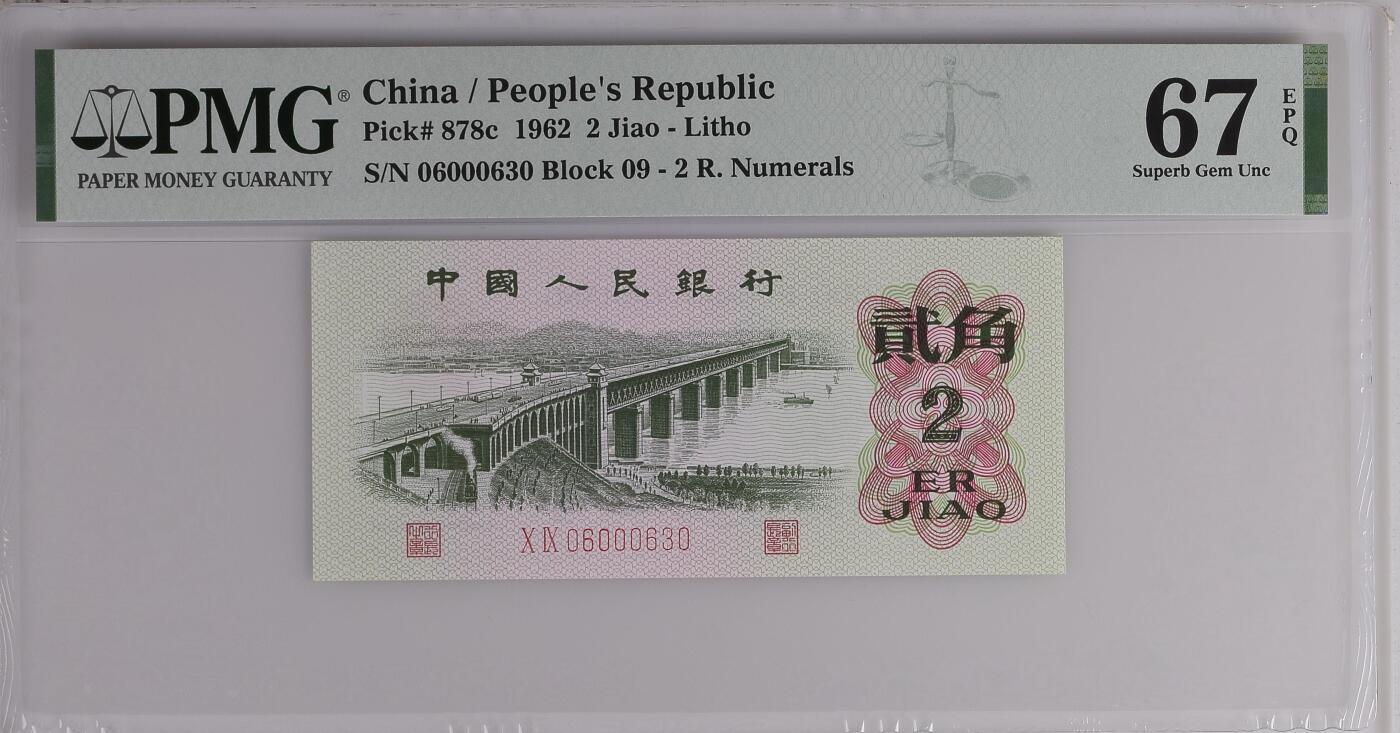 PMG®
PAPER MONEY GUARANTY
China / People's Republic
Pick# 878c 1962 2 Jiao - Litho
S/N 06000630 Block 09 - 2 R. Numerals
67
EPQ
Superb Gem Unc
中國人民銀行
貳角
2
ER
JIAO
X IX 06000630